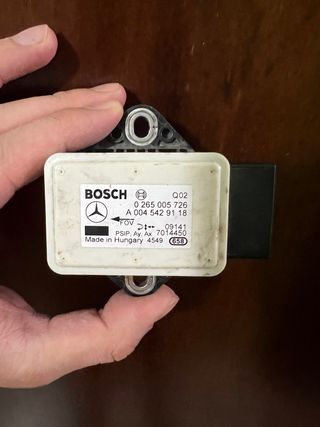 BOSCH Q02
0 265 005 726
A 004 542 91 18
FOV 09141
PSIP, Ay, Ax 7014450
Made in Hungary 4549 658